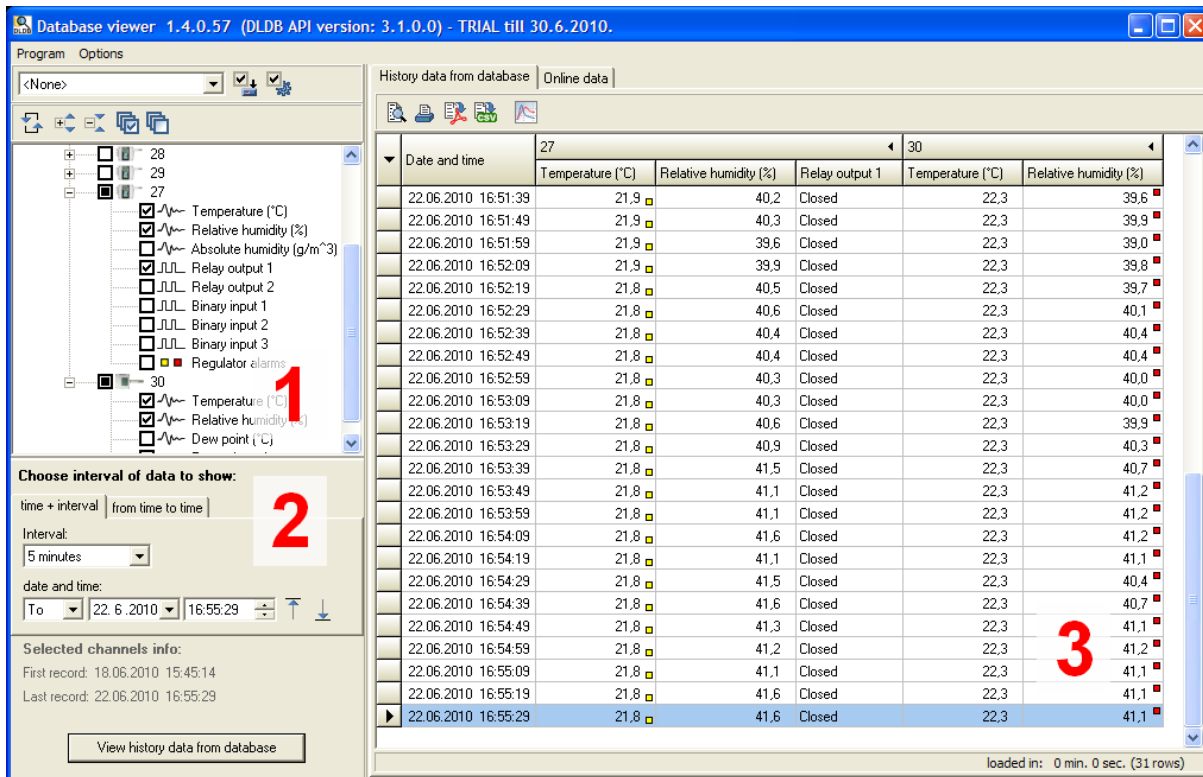 Database viewer 1.4.0.57 (DLDB API version: 3.1.0.0) - TRIAL till 30.6.2010.
Program Options
<None>
28
29
27
Temperature (°C)
Relative humidity (%)
Absolute humidity (g/m^3)
Relay output 1
Relay output 2
Binary input 1
Binary input 2
Binary input 3
Regulator alarms
30
Temperature (°C)
Relative humidity (%)
Dew point (°C)
1
Choose interval of data to show:
time + interval from time to time
2
Interval:
5 minutes
date and time:
To 22. 6 .2010 16:55:29
Selected channels info:
First record: 18.06.2010 15:45:14
Last record: 22.06.2010 16:55:29
View history data from database
History data from database Online data
CSV
Date and time 27 30
Temperature (°C) Relative humidity (%) Relay output 1 Temperature (°C) Relative humidity (%)
22.06.2010 16:51:39 21,9 40,2 Closed 22,3 39,6
22.06.2010 16:51:49 21,9 40,3 Closed 22,3 39,9
22.06.2010 16:51:59 21,9 39,6 Closed 22,3 39,0
22.06.2010 16:52:09 21,9 39,9 Closed 22,3 39,8
22.06.2010 16:52:19 21,8 40,5 Closed 22,3 39,7
22.06.2010 16:52:29 21,8 40,6 Closed 22,3 40,1
22.06.2010 16:52:39 21,8 40,4 Closed 22,3 40,4
22.06.2010 16:52:49 21,8 40,4 Closed 22,3 40,4
22.06.2010 16:52:59 21,8 40,3 Closed 22,3 40,0
22.06.2010 16:53:09 21,8 40,3 Closed 22,3 40,0
22.06.2010 16:53:19 21,8 40,6 Closed 22,3 39,9
22.06.2010 16:53:29 21,8 40,9 Closed 22,3 40,3
22.06.2010 16:53:39 21,8 41,5 Closed 22,3 40,7
22.06.2010 16:53:49 21,8 41,1 Closed 22,3 41,2
22.06.2010 16:53:59 21,8 41,1 Closed 22,3 41,2
22.06.2010 16:54:09 21,8 41,6 Closed 22,3 41,2
22.06.2010 16:54:19 21,8 41,1 Closed 22,3 41,1
22.06.2010 16:54:29 21,8 41,5 Closed 22,3 40,4
22.06.2010 16:54:39 21,8 41,6 Closed 22,3 40,7
22.06.2010 16:54:49 21,8 41,3 Closed 22,3 41,1
22.06.2010 16:54:59 21,8 41,2 Closed 22,3 41,2
22.06.2010 16:55:09 21,8 41,1 Closed 22,3 41,1
22.06.2010 16:55:19 21,8 41,6 Closed 22,3 41,1
22.06.2010 16:55:29 21,8 41,6 Closed 22,3 41,1
3
loaded in: 0 min. 0 sec. (31 rows)